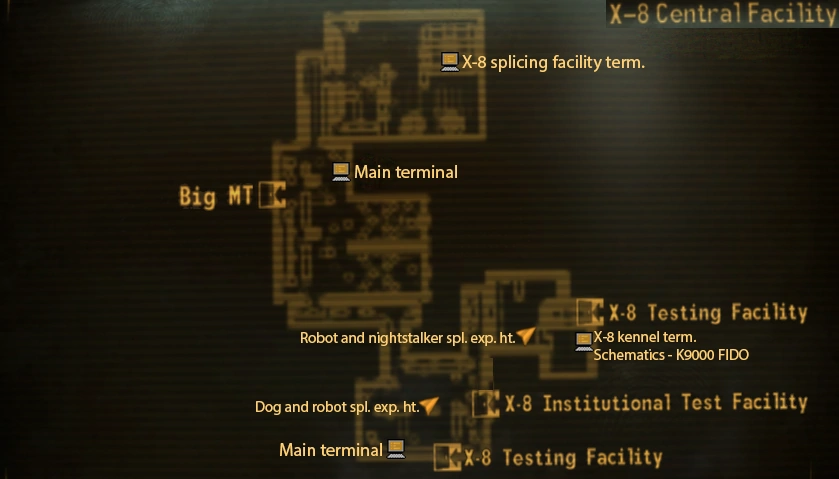 X-8 Central Facility
X-8 splicing facility term.
Main terminal
Big MT
X-8 Testing Facility
Robot and nightstalker spl. exp. ht.
X-8 kennel term.
Schematics - K9000 FIDO
Dog and robot spl. exp. ht.
X-8 Institutional Test Facility
Main terminal
X-8 Testing Facility